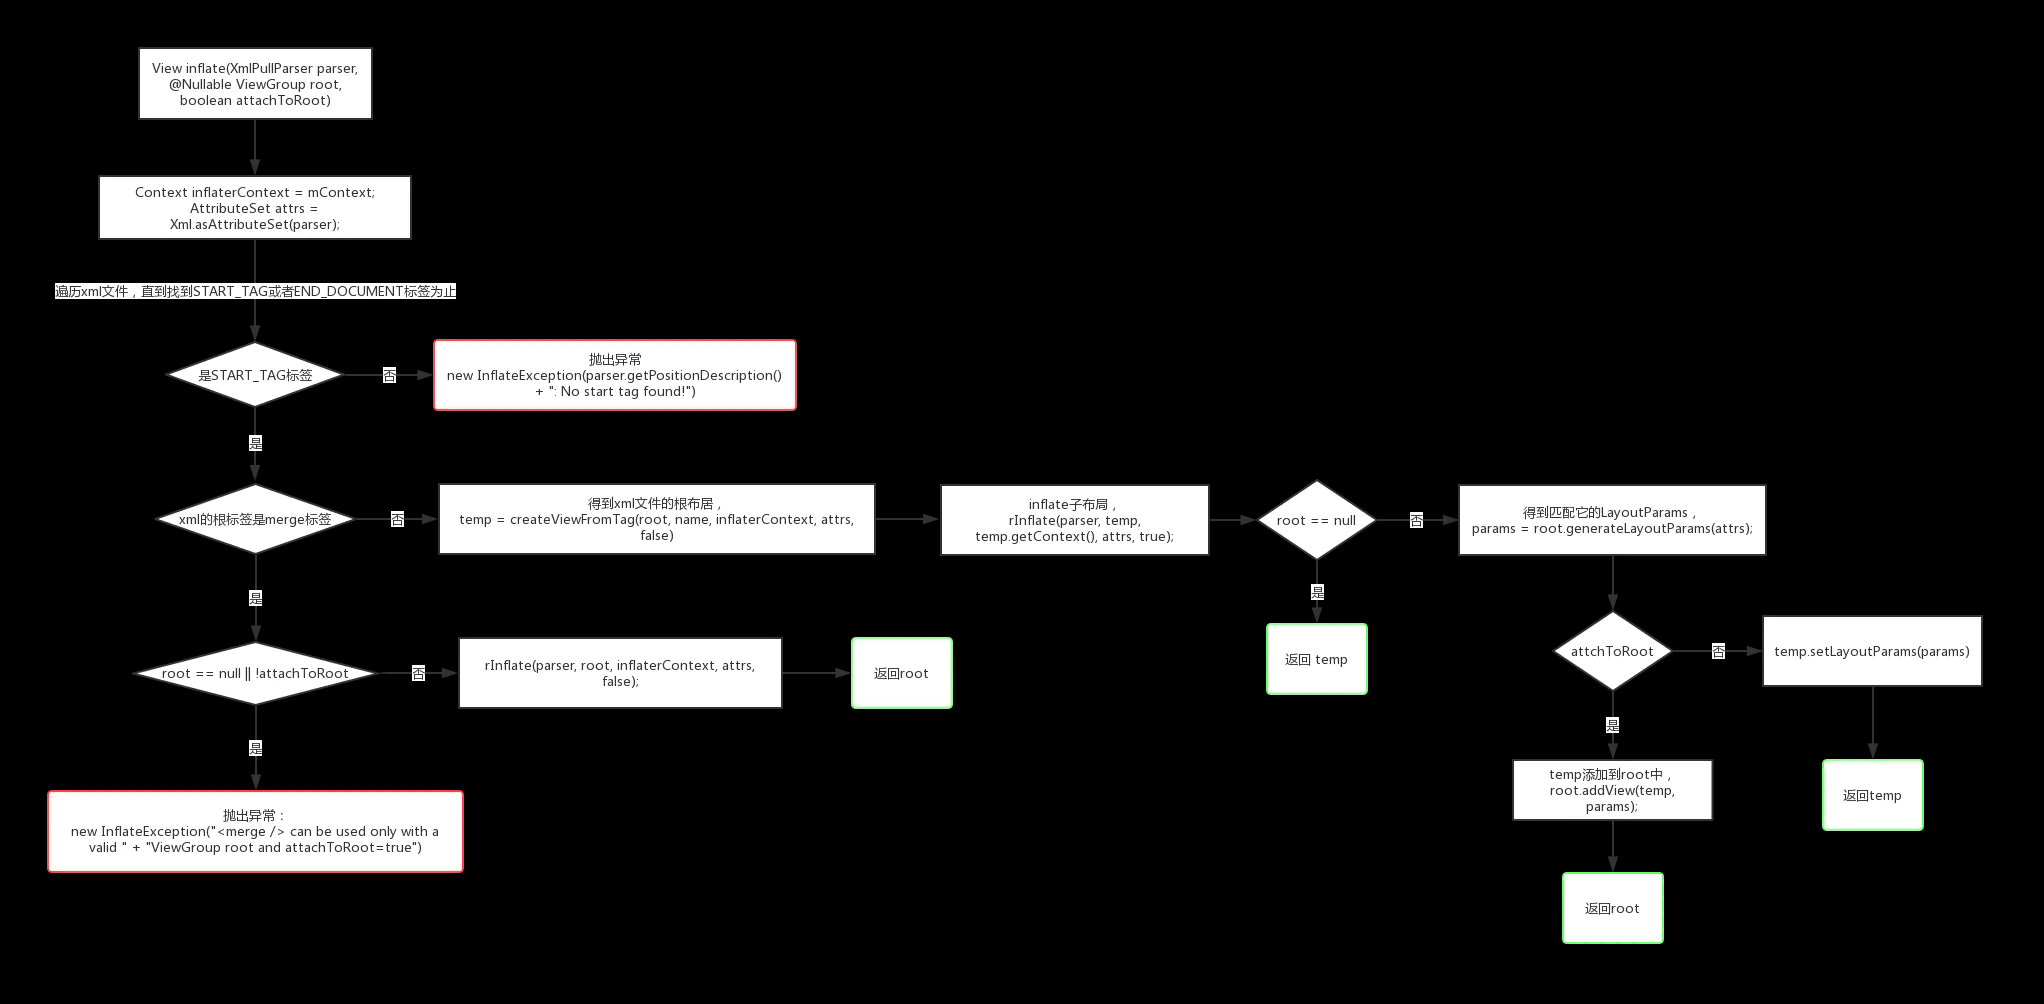 View inflate(XmlPullParser parser,
@Nullable ViewGroup root,
boolean attachToRoot)
Context inflaterContext = mContext;
AttributeSet attrs =
Xml.asAttributeSet(parser);
遍历xml文件，直到找到START_TAG或者END_DOCUMENT标签为止
是START_TAG标签
否
抛出异常
new InflateException(parser.getPositionDescription()
+ ": No start tag found!")
是
xml的根标签是merge标签
否
得到xml文件的根布居，
temp = createViewFromTag(root, name, inflaterContext, attrs,
false)
inflate子布局，
rInflate(parser, temp,
temp.getContext(), attrs, true);
root == null
否
得到匹配它的LayoutParams，
params = root.generateLayoutParams(attrs);
是
返回 temp
attchToRoot
否
temp.setLayoutParams(params)
返回temp
是
temp添加到root中，
root.addView(temp,
params);
返回root
是
root == null || !attachToRoot
否
rInflate(parser, root, inflaterContext, attrs,
false);
返回root
是
抛出异常：
new InflateException("<merge /> can be used only with a
valid " + "ViewGroup root and attachToRoot=true")